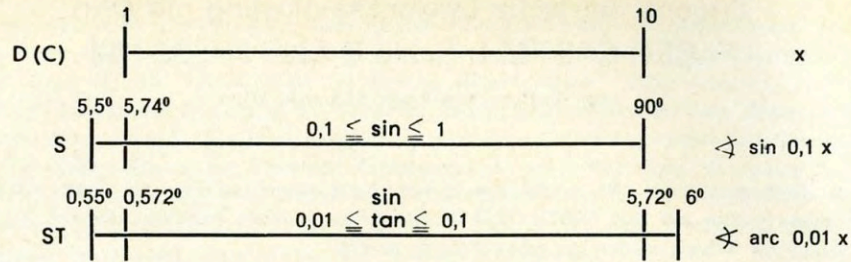 1 10
D (C) x
5,5⁰ 5,74⁰ 90⁰
0,1 ≦ sin ≦ 1
S ∢ sin 0,1 x
0,55⁰ 0,572⁰ sin 5,72⁰ 6⁰
0,01 ≦ tan ≦ 0,1
ST ∢ arc 0,01 x